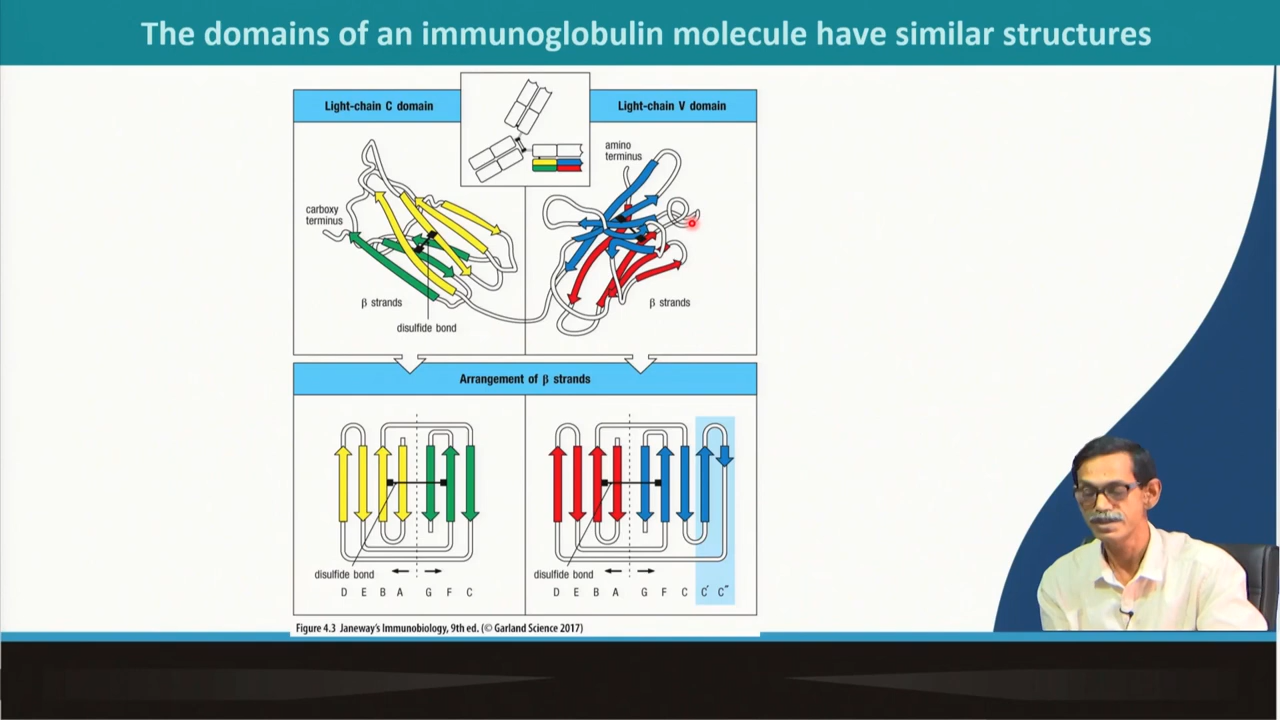 The domains of an immunoglobulin molecule have similar structures
Light-chain C domain
Light-chain V domain
amino
terminus
carboxy
terminus
β strands
disulfide bond
β strands
Arrangement of β strands
disulfide bond
D E B A G F C
disulfide bond
D E B A G F C C′ C″
Figure 4.3 Janeway's Immunobiology, 9th ed. (© Garland Science 2017)